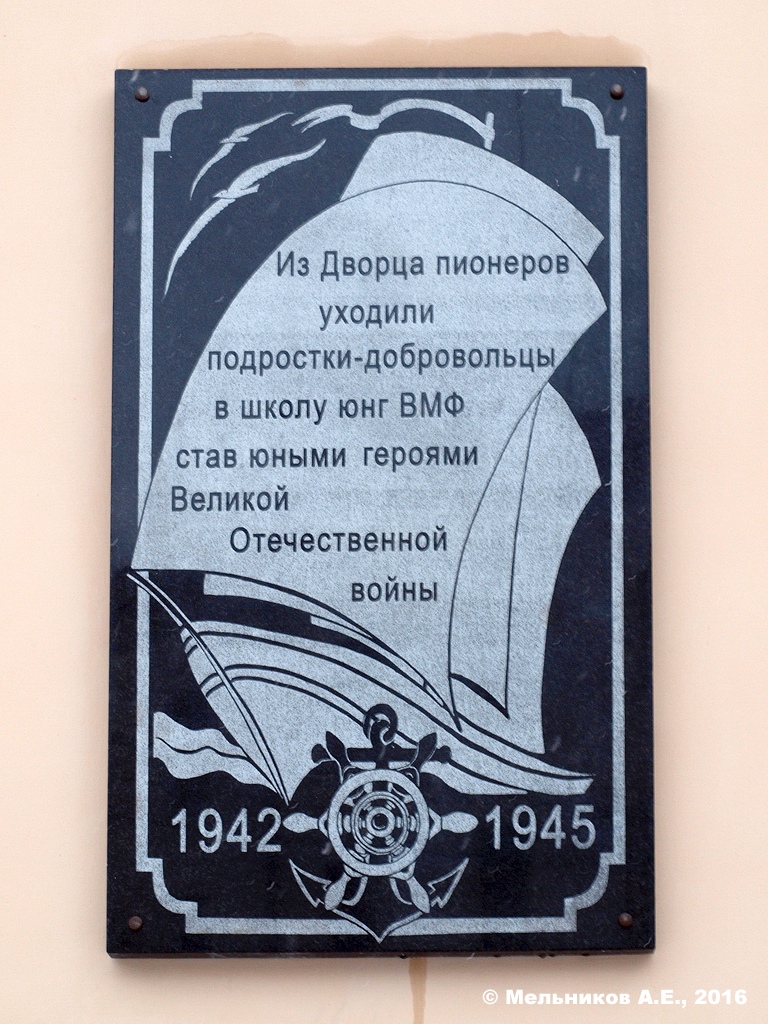 Из Дворца пионеров
уходили
подростки-добровольцы
в школу юнг ВМФ
став юными героями
Великой
Отечественной
войны
1942 1945
© Мельников А.Е., 2016